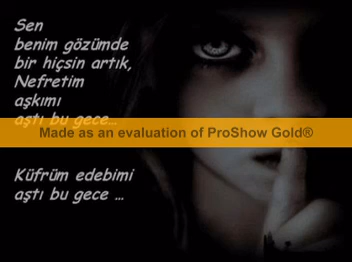 Sen
benim gözümde
bir hiçsin artık,
Nefretim
aşkımı
aştı bu gece...
Made as an evaluation of ProShow Gold®
Küfrüm edebimi
aştı bu gece ...